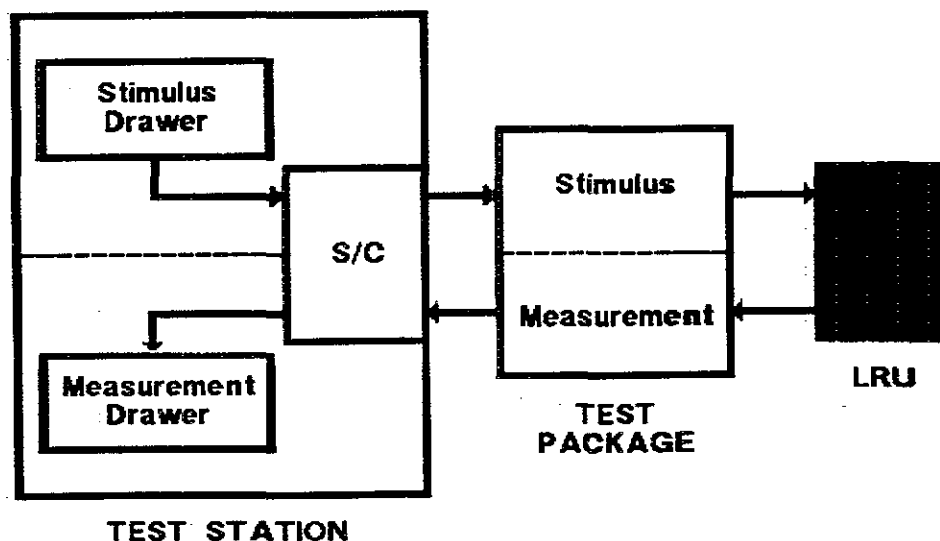 Stimulus
Drawer
S/C
Measurement
Drawer
TEST STATION
Stimulus
Measurement
TEST
PACKAGE
LRU